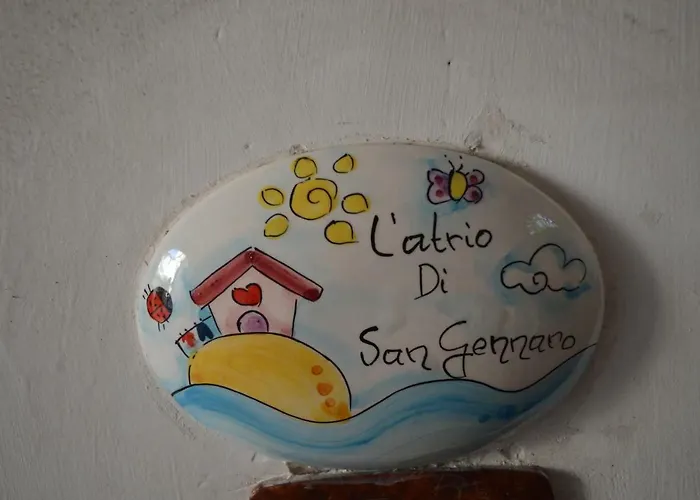 L'atrio
Di
San Gennaro